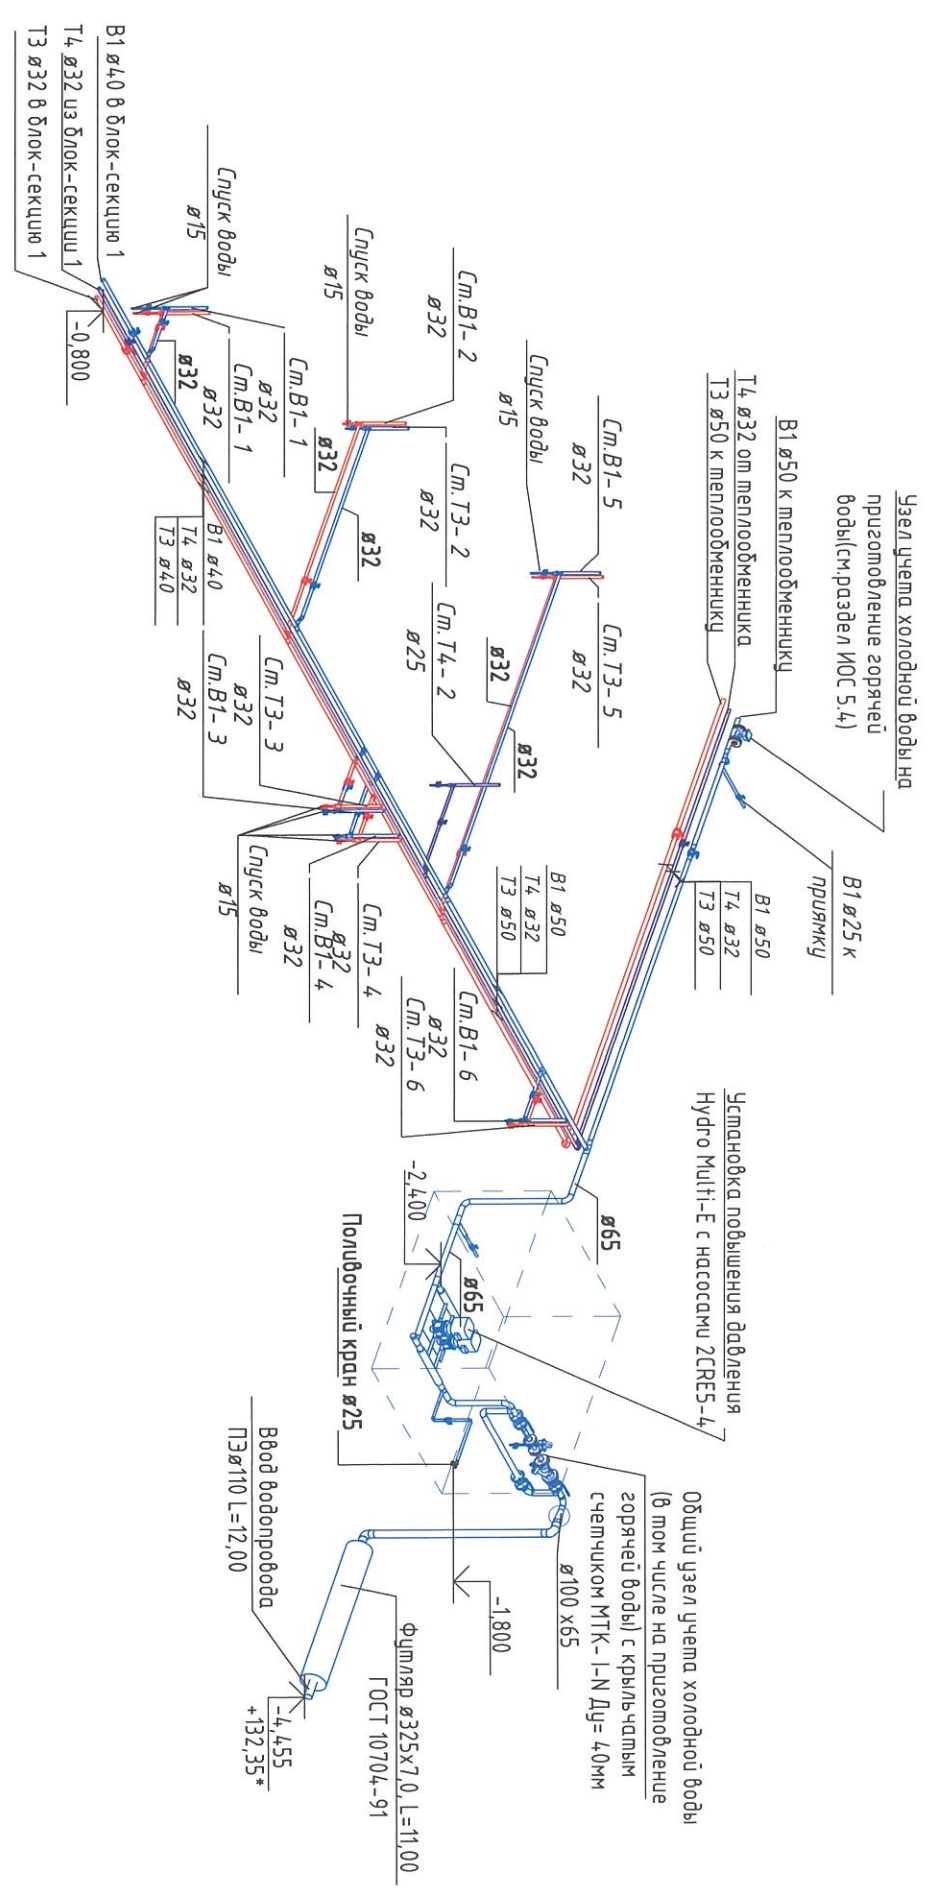 В1 ø40 в блок-секцию 1
Т4 ø32 из блок-секции 1
Т3 ø32 в блок-секцию 1
-0,800
Спуск воды
ø15
Ст.В1- 1
ø32
Ст.В1- 1
ø32
ø32
В1 ø40
Т4 ø32
Т3 ø40
Спуск воды
ø15
Ст.В1- 2
ø32
ø32
ø32
Ст.Т3- 2
ø32
Спуск воды
ø15
Ст.В1- 5
ø32
Ст.Т3- 5
ø32
Ст.Т4- 2
ø25
ø32
ø32
Ст.Т3- 3
ø32
Ст.В1- 3
ø32
Спуск воды
ø15
Ст.Т3- 4
ø32
Ст.В1- 4
ø32
В1 ø50
Т4 ø32
Т3 ø50
Ст.В1- 6
ø32
Ст.Т3- 6
ø32
Узел учета холодной воды на
приготовление горячей
воды(см.раздел ИОС 5.4)
В1 ø50 к теплообменнику
Т4 ø32 от теплообменника
Т3 ø50 к теплообменнику
В1 ø25 к
приямку
В1 ø50
Т4 ø32
Т3 ø50
Установка повышения давления
Hydro Multi-E с насосами 2CRE5-4
ø65
-2,400
ø65
Поливочный кран ø25
Общий узел учета холодной воды
(в том числе на приготовление
горячей воды) с крыльчатым
счетчиком МТК- I-N Ду= 40мм
ø100 х65
-1,800
Ввод водопровода
ПЭø110 L=12,00
Футляр ø325х7,0, L=11,00
ГОСТ 10704-91
-4,455
+132,35*